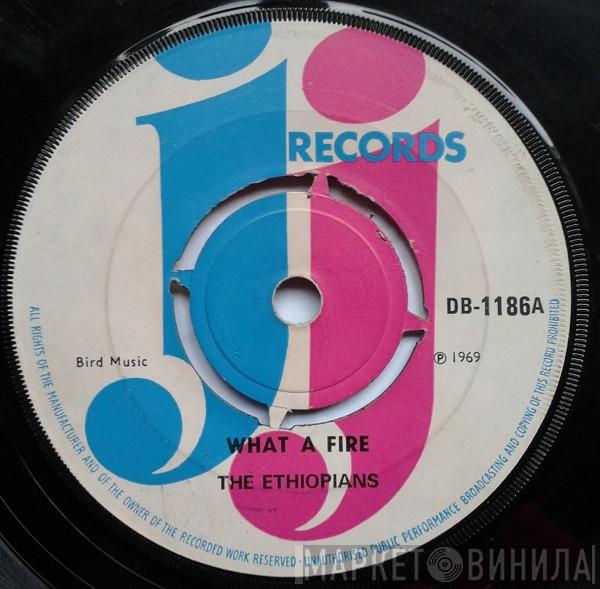 JJ
RECORDS
DB-1186A
Bird Music
℗ 1969
WHAT A FIRE
THE ETHIOPIANS
ALL RIGHTS OF THE MANUFACTURER AND OF THE OWNER OF THE RECORDED WORK RESERVED - UNAUTHORISED PUBLIC PERFORMANCE BROADCASTING AND COPYING OF THIS RECORD PROHIBITED
МАРКЕТ ВИНИЛА